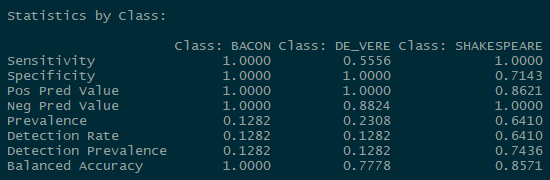 Statistics by Class:

                     Class: BACON Class: DE_VERE Class: SHAKESPEARE
Sensitivity                1.0000         0.5556             1.0000
Specificity                1.0000         1.0000             0.7143
Pos Pred Value             1.0000         1.0000             0.8621
Neg Pred Value             1.0000         0.8824             1.0000
Prevalence                 0.1282         0.2308             0.6410
Detection Rate             0.1282         0.1282             0.6410
Detection Prevalence       0.1282         0.1282             0.7436
Balanced Accuracy          1.0000         0.7778             0.8571